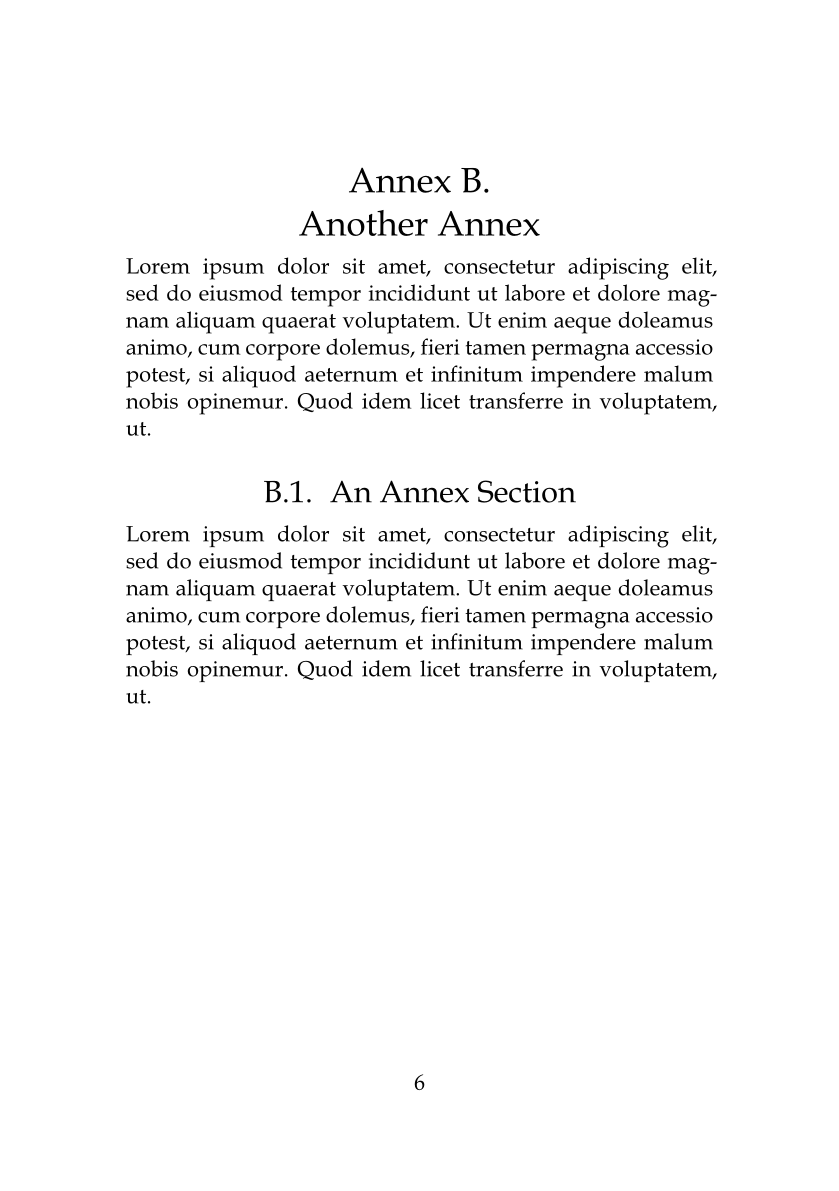 Annex B.
Another Annex
Lorem ipsum dolor sit amet, consectetur adipiscing elit,
sed do eiusmod tempor incididunt ut labore et dolore mag-
nam aliquam quaerat voluptatem. Ut enim aeque doleamus
animo, cum corpore dolemus, fieri tamen permagna accessio
potest, si aliquod aeternum et infinitum impendere malum
nobis opinemur. Quod idem licet transferre in voluptatem,
ut.
B.1. An Annex Section
Lorem ipsum dolor sit amet, consectetur adipiscing elit,
sed do eiusmod tempor incididunt ut labore et dolore mag-
nam aliquam quaerat voluptatem. Ut enim aeque doleamus
animo, cum corpore dolemus, fieri tamen permagna accessio
potest, si aliquod aeternum et infinitum impendere malum
nobis opinemur. Quod idem licet transferre in voluptatem,
ut.
6